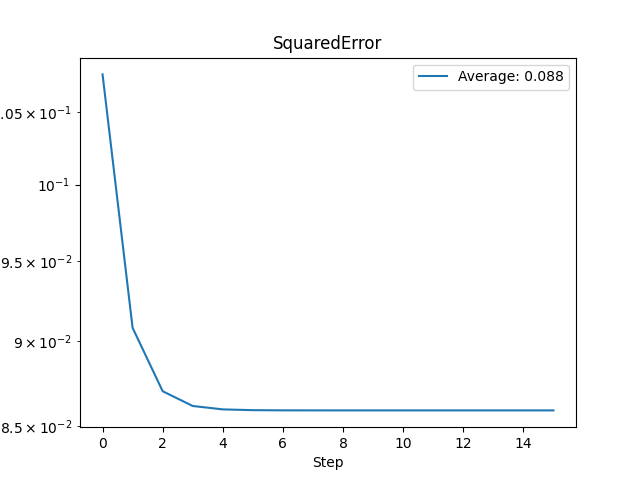 SquaredError
Average: 0.088
.05 × 10⁻¹
10⁻¹
9.5 × 10⁻²
9 × 10⁻²
8.5 × 10⁻²
0 2 4 6 8 10 12 14
Step